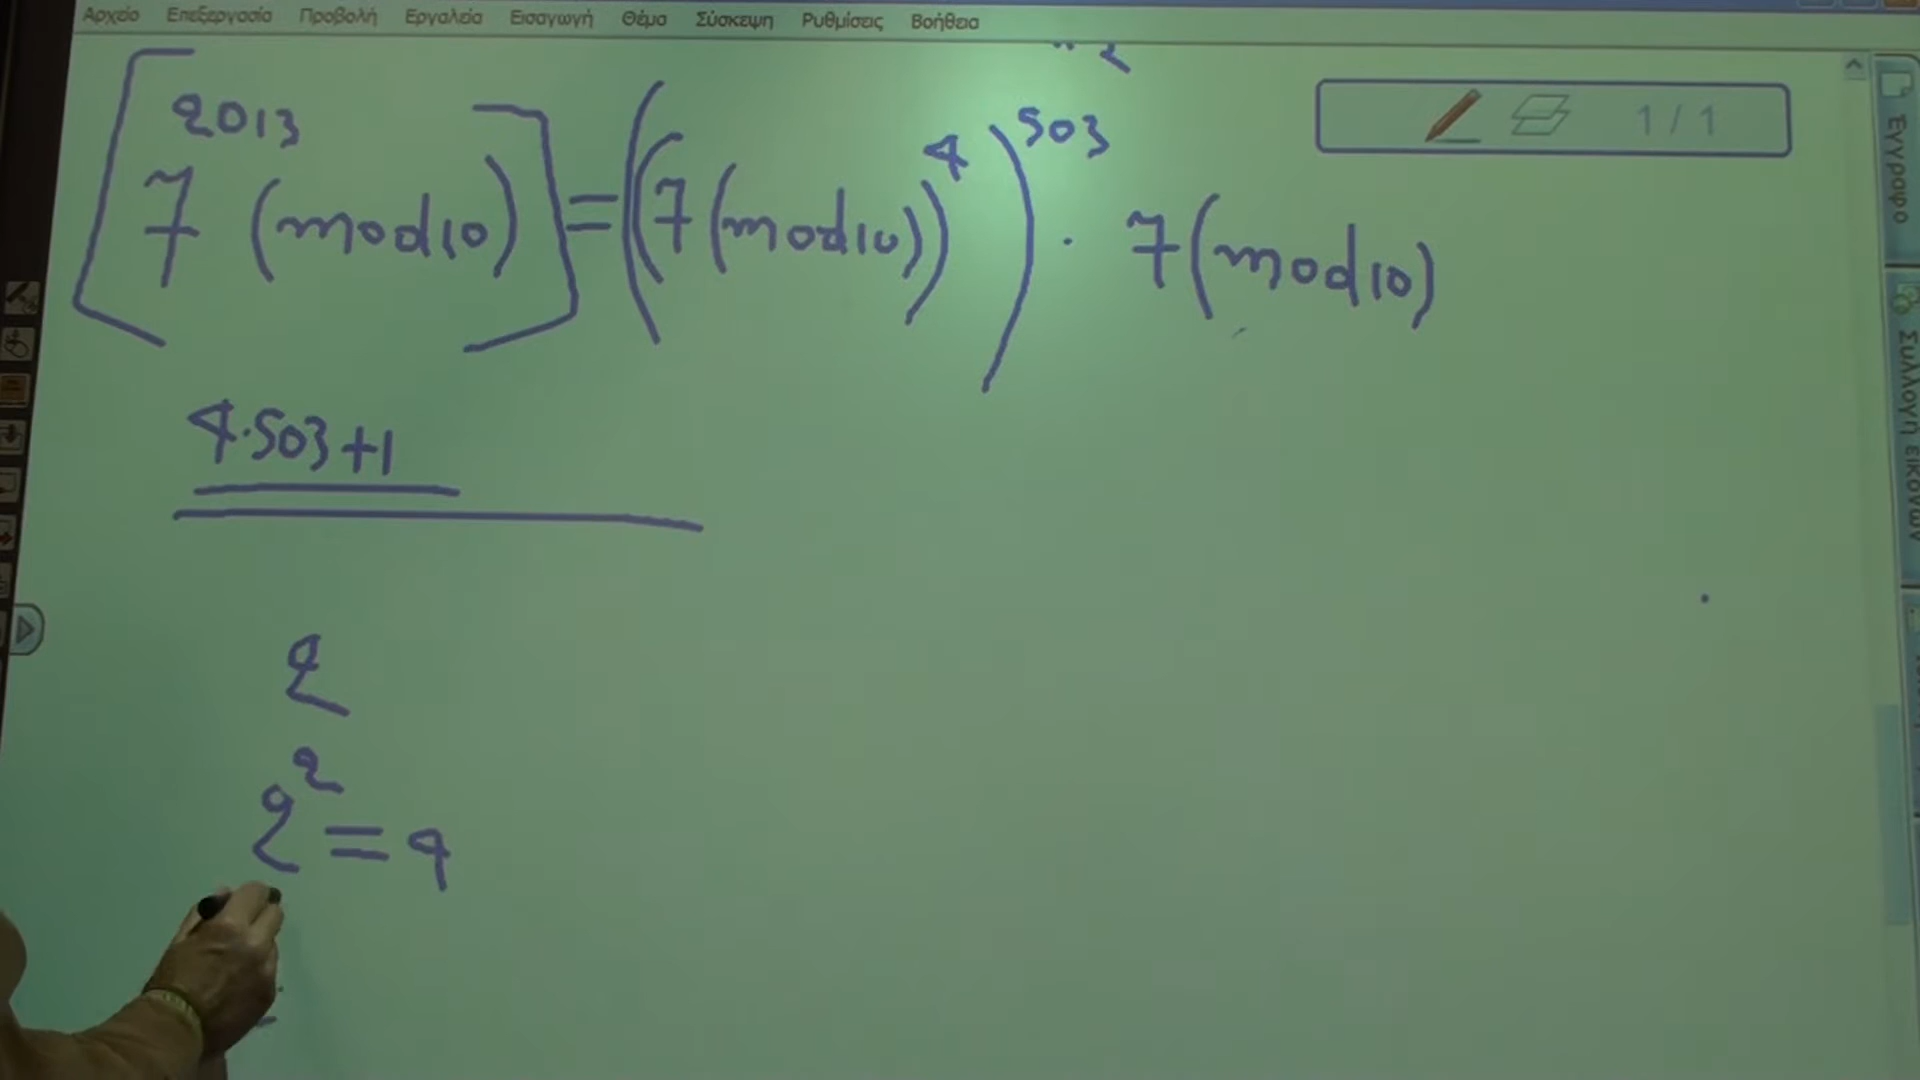 Αρχείο Επεξεργασία Προβολή Εργαλεία Εισαγωγή Θέμα Σύσκεψη Ρυθμίσεις Βοήθεια
[7^2013 (mod10)] = ((7(mod10))^4)^503 · 7(mod10)
1 / 1
4·503+1
2
2^2 = 4
Έγγραφο
Συλλογή εικόνων